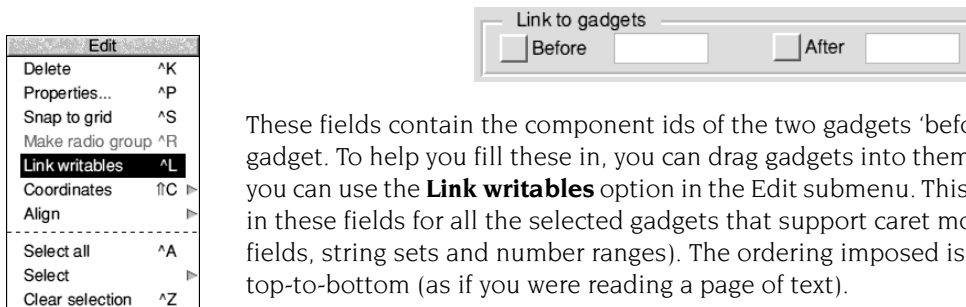 Edit
Delete ^K
Properties... ^P
Snap to grid ^S
Make radio group ^R
Link writables ^L
Coordinates ⇑C
Align
Select all ^A
Select
Clear selection ^Z
Link to gadgets
Before After
These fields contain the component ids of the two gadgets ‘befo
gadget. To help you fill these in, you can drag gadgets into them
you can use the Link writables option in the Edit submenu. This
in these fields for all the selected gadgets that support caret mo
fields, string sets and number ranges). The ordering imposed is
top-to-bottom (as if you were reading a page of text).